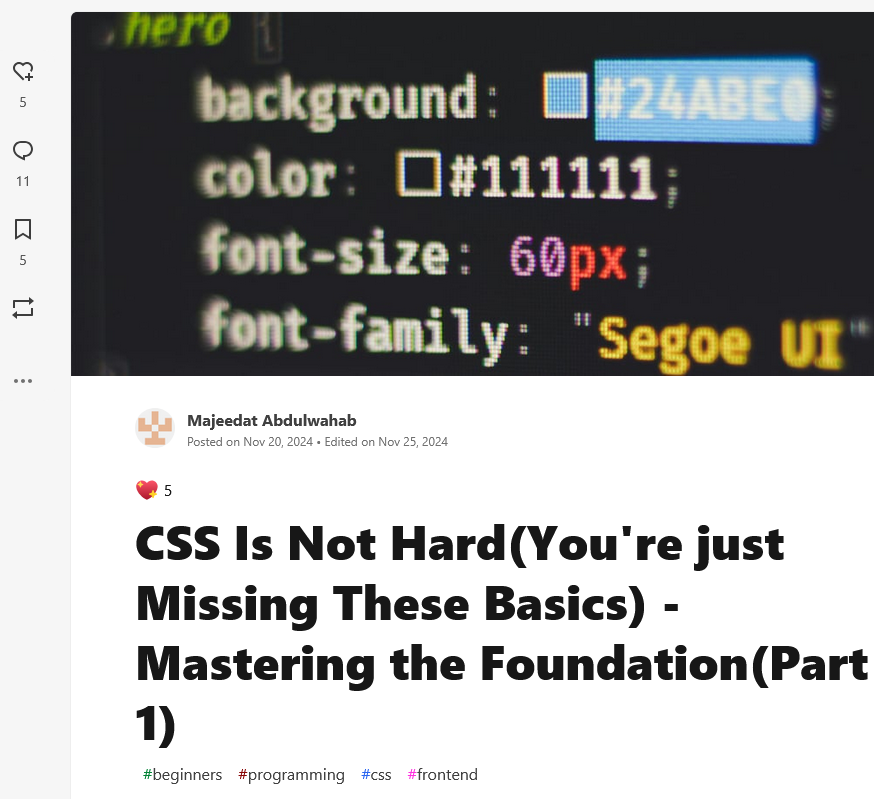 .hero {
background: #24ABE0;
color: #111111;
font-size: 60px;
font-family: "Segoe UI"
5
11
5
Majeedat Abdulwahab
Posted on Nov 20, 2024 • Edited on Nov 25, 2024
5
CSS Is Not Hard(You're just
Missing These Basics) -
Mastering the Foundation(Part
1)
#beginners #programming #css #frontend